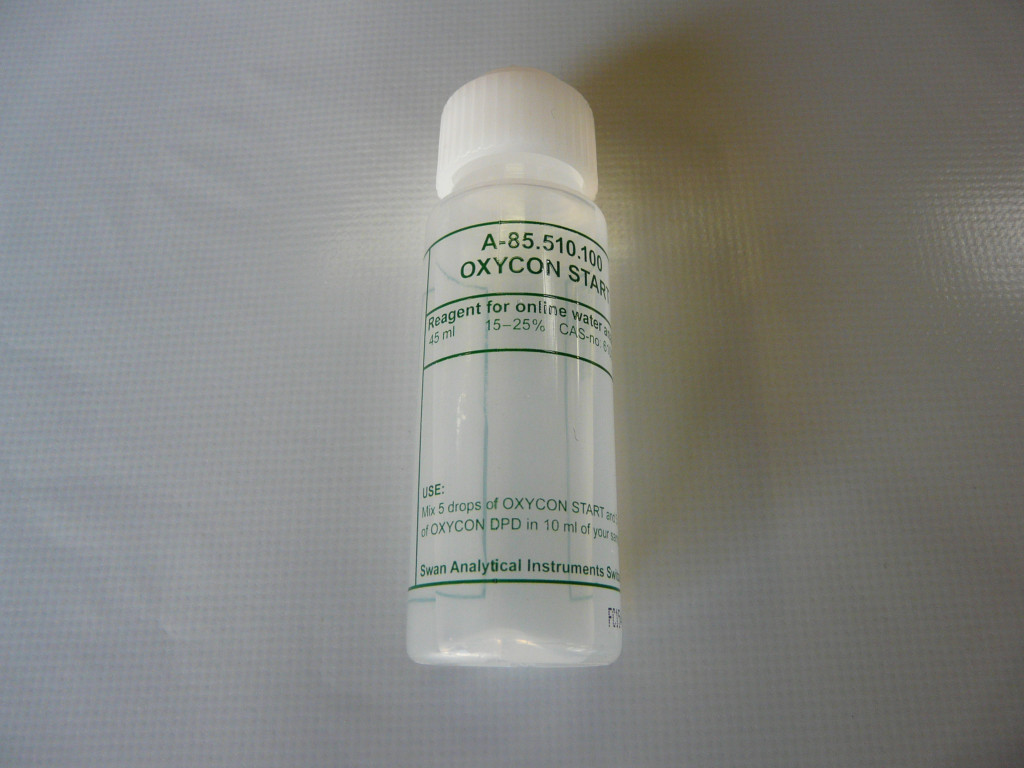 A-85.510.100
OXYCON START
Reagent for online water
45 ml 15–25% CAS-no.
USE:
Mix 5 drops of OXYCON START and
of OXYCON DPD in 10 ml of your
Swan Analytical Instruments